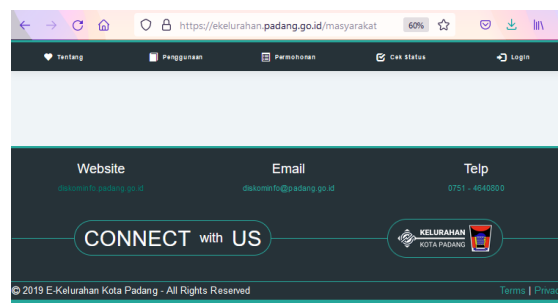 https://ekelurahan.padang.go.id/masyarakat 60%
Tentang Penggunaan Permohonan Cek Status Login
Website Email Telp
diskominfo.padang.go.id diskominfo@padang.go.id 0751 - 4640800
CONNECT with US
KELURAHAN
KOTA PADANG
© 2019 E-Kelurahan Kota Padang - All Rights Reserved Terms | Privac